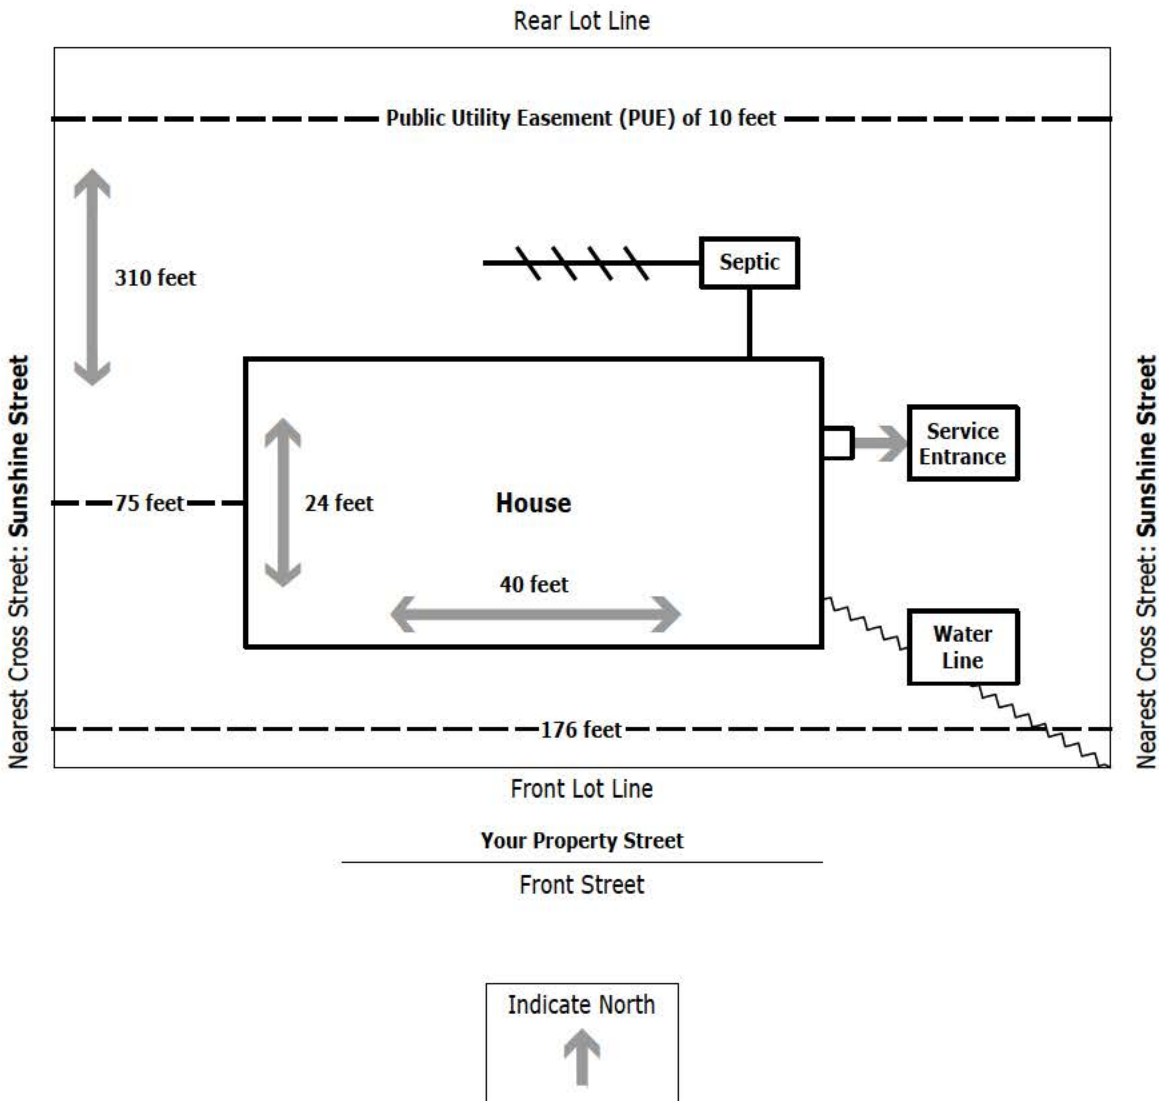 Rear Lot Line
Public Utility Easement (PUE) of 10 feet
Septic
310 feet
Nearest Cross Street: Sunshine Street
Service
Entrance
75 feet
24 feet
House
40 feet
Water
Line
Nearest Cross Street: Sunshine Street
176 feet
Front Lot Line
Your Property Street
Front Street
Indicate North